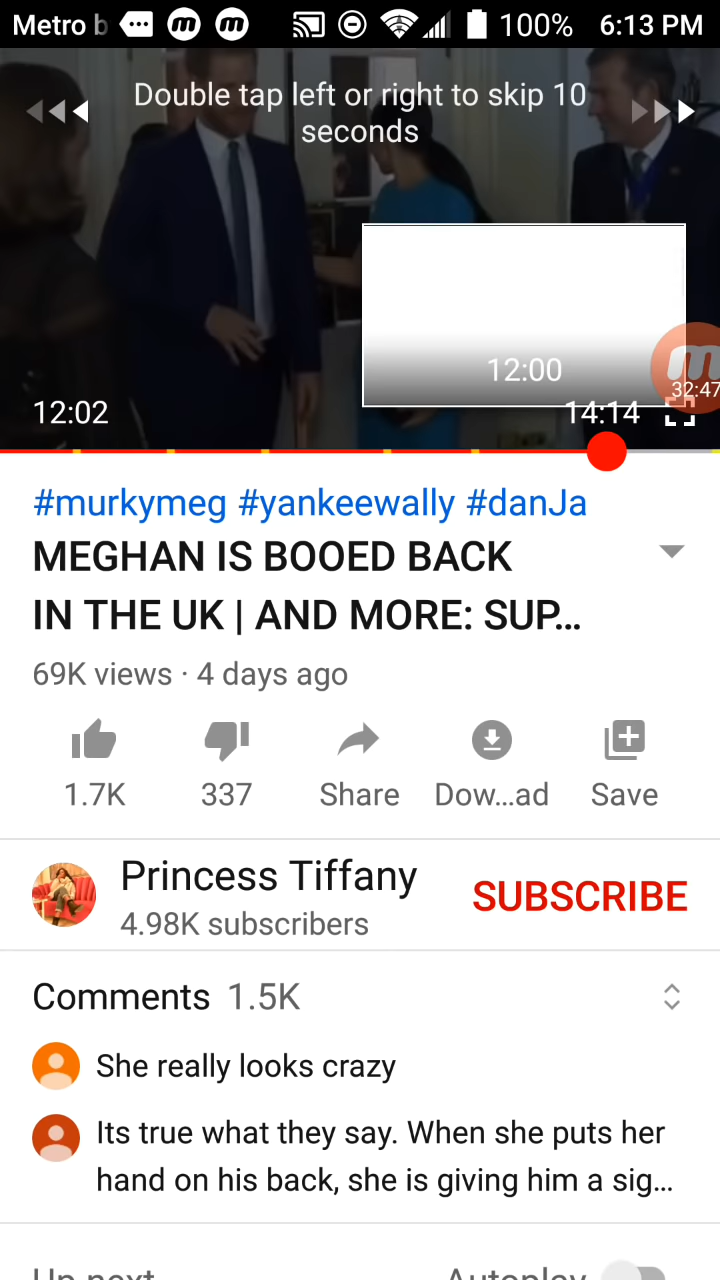 Metro b 100% 6:13 PM
Double tap left or right to skip 10
seconds
12:00
32:47
12:02 14:14
#murkymeg #yankeewally #danJa
MEGHAN IS BOOED BACK
IN THE UK | AND MORE: SUP...
69K views · 4 days ago
1.7K 337 Share Dow...ad Save
Princess Tiffany
SUBSCRIBE
4.98K subscribers
Comments 1.5K
She really looks crazy
Its true what they say. When she puts her
hand on his back, she is giving him a sig...
Up next Autoplay